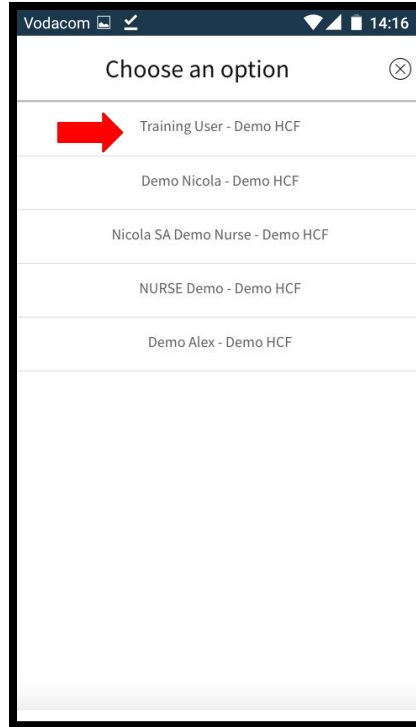 Vodacom 14:16
Choose an option
Training User - Demo HCF
Demo Nicola - Demo HCF
Nicola SA Demo Nurse - Demo HCF
NURSE Demo - Demo HCF
Demo Alex - Demo HCF